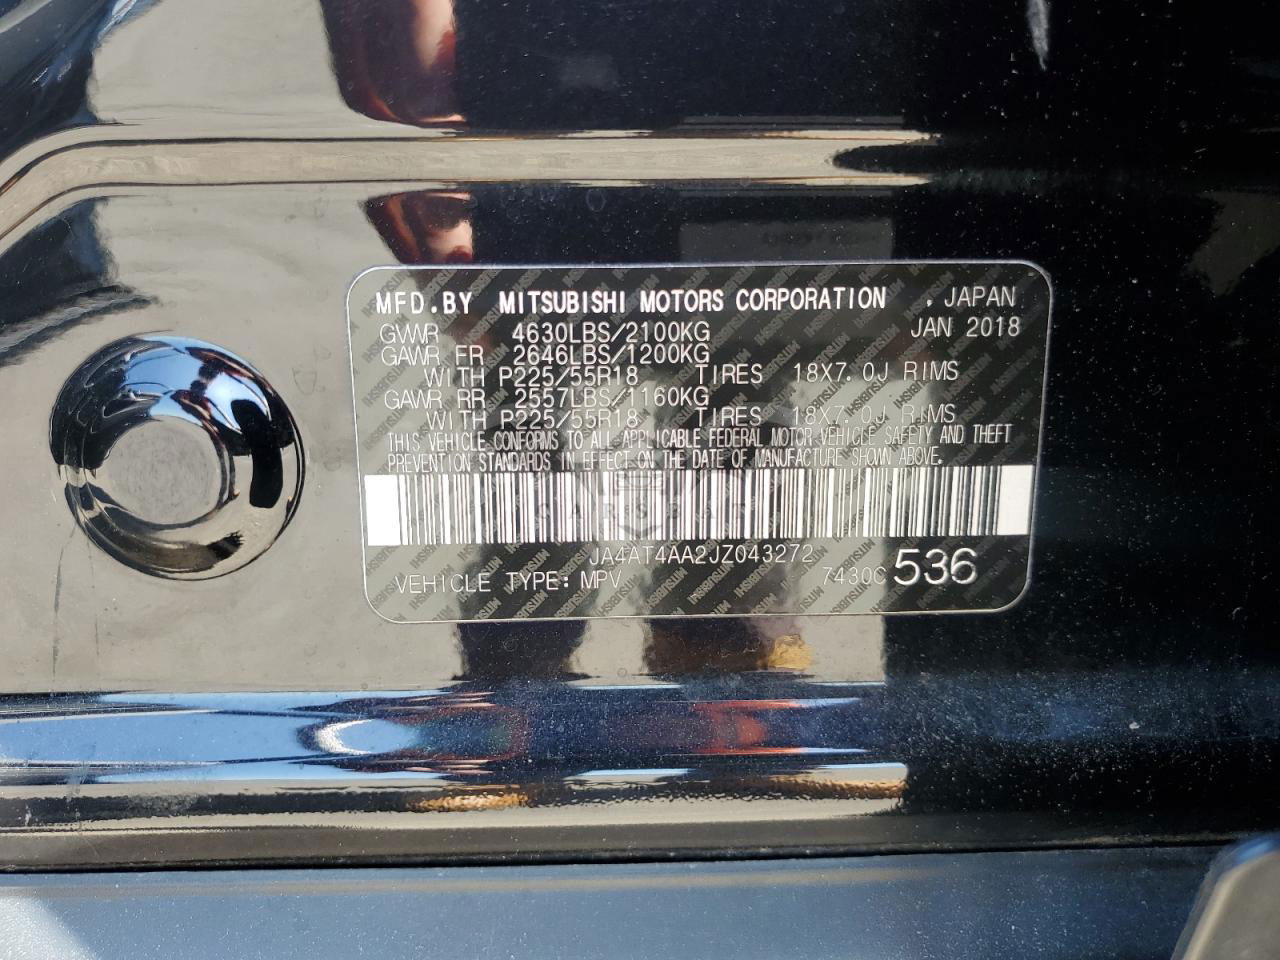 MFD.BY MITSUBISHI MOTORS CORPORATION . JAPAN
GVWR 4630LBS/2100KG JAN 2018
GAWR FR 2646LBS/1200KG
WITH P225/55R18 TIRES 18X7.0J RIMS
GAWR RR 2557LBS/1160KG
WITH P225/55R18 TIRES 18X7.0J RIMS
THIS VEHICLE CONFORMS TO ALL APPLICABLE FEDERAL MOTOR VEHICLE SAFETY AND THEFT
PREVENTION STANDARDS IN EFFECT ON THE DATE OF MANUFACTURE SHOWN ABOVE.
JA4AT4AA2JZ043272
VEHICLE TYPE: MPV 7430C 536